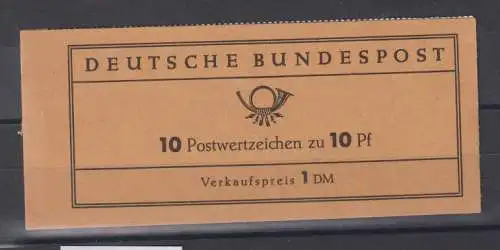 DEUTSCHE BUNDESPOST
10 Postwertzeichen zu 10 Pf
Verkaufspreis 1 DM